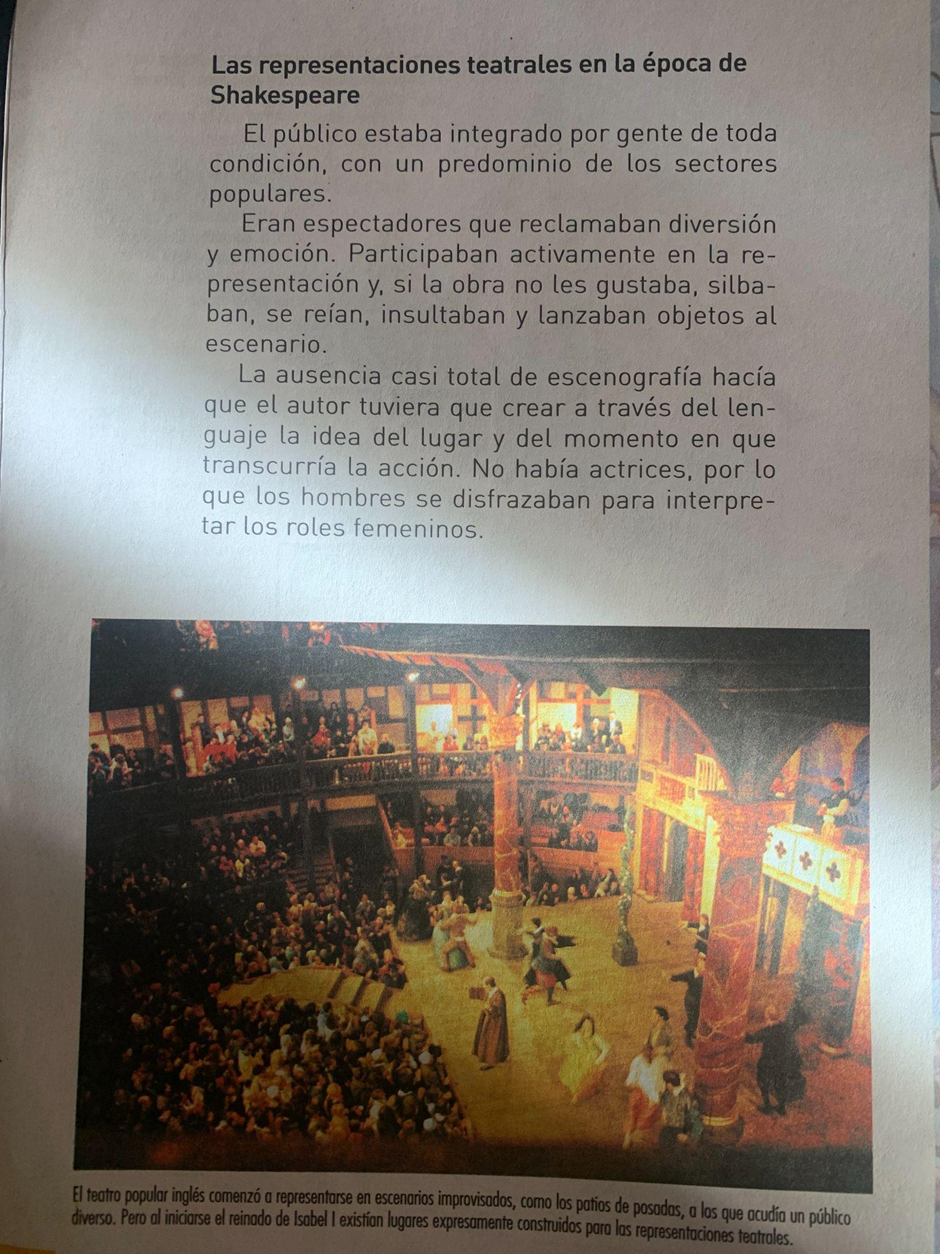 Las representaciones teatrales en la época de
Shakespeare
El público estaba integrado por gente de toda
condición, con un predominio de los sectores
populares.
Eran espectadores que reclamaban diversión
y emoción. Participaban activamente en la re-
presentación y, si la obra no les gustaba, silba-
ban, se reían, insultaban y lanzaban objetos al
escenario.
La ausencia casi total de escenografía hacía
que el autor tuviera que crear a través del len-
guaje la idea del lugar y del momento en que
transcurría la acción. No había actrices, por lo
que los hombres se disfrazaban para interpre-
tar los roles femeninos.
El teatro popular inglés comenzó a representarse en escenarios improvisados, como los patios de posadas, a los que acudía un público
diverso. Pero al iniciarse el reinado de Isabel I existían lugares expresamente construidos para las representaciones teatrales.